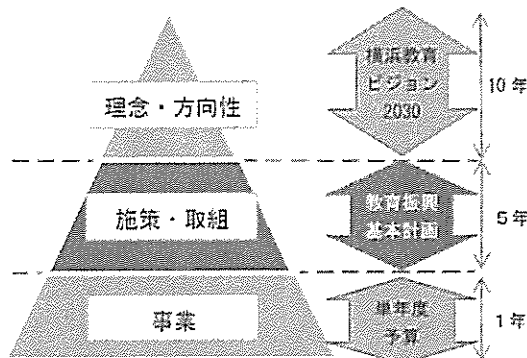 理念・方向性
横浜教育
ビジョン
2030
10年
施策・取組
教育振興
基本計画
5年
事業
単年度
予算
1年